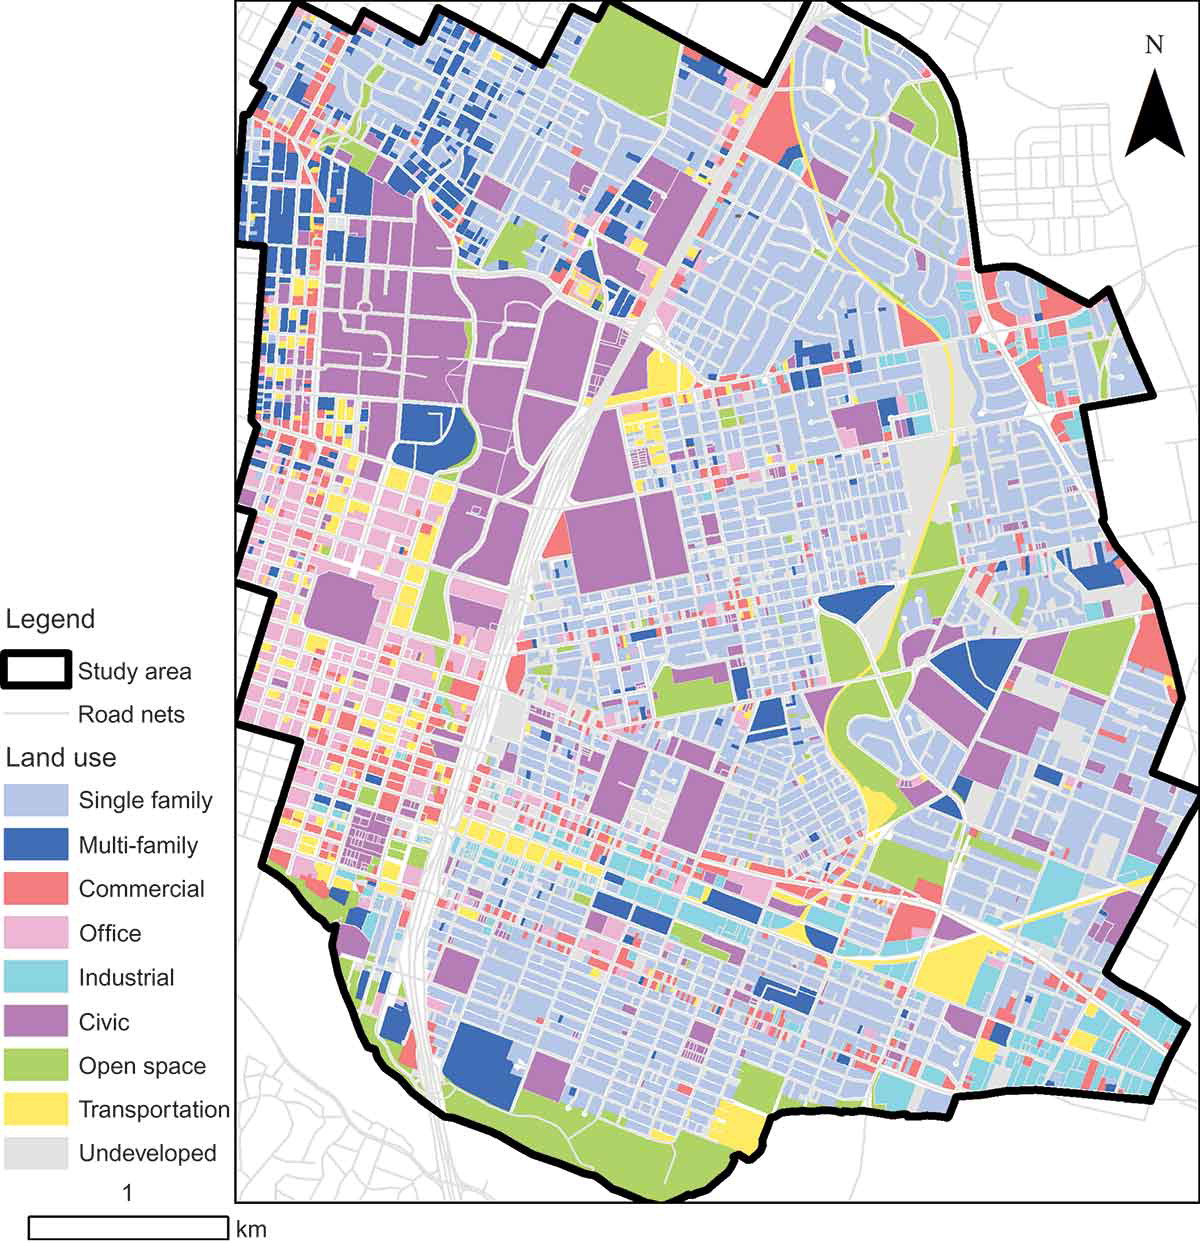 N
Legend
Study area
Road nets
Land use
Single family
Multi-family
Commercial
Office
Industrial
Civic
Open space
Transportation
Undeveloped
1
km